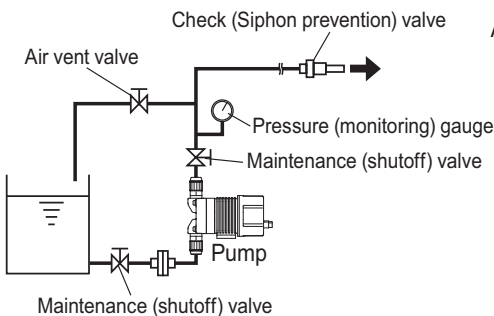 Check (Siphon prevention) valve
A
Air vent valve
Pressure (monitoring) gauge
Maintenance (shutoff) valve
Pump
Maintenance (shutoff) valve